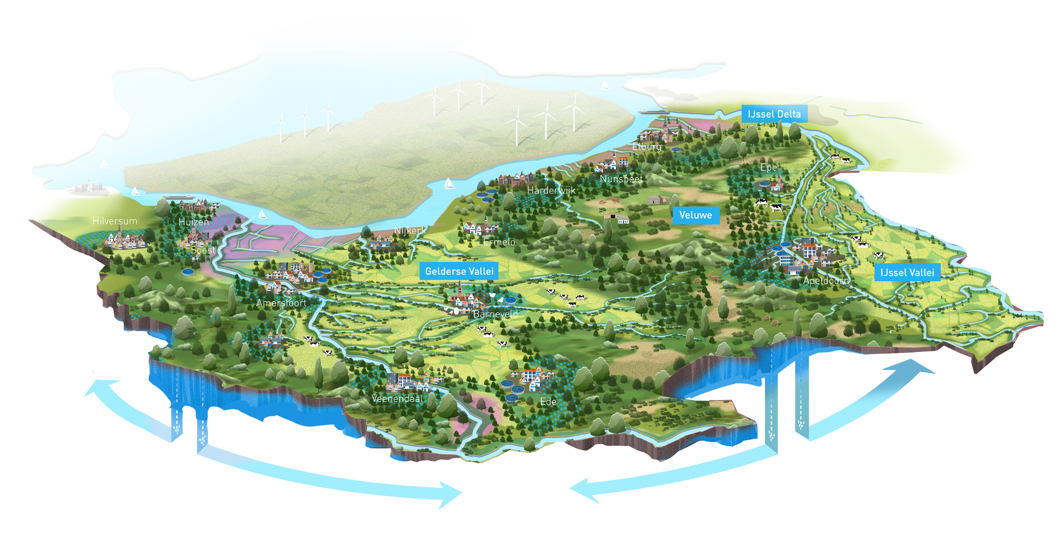 IJssel Delta
Elburg
Epe
Nunspeet
Harderwijk
Veluwe
Hilversum
Huizen
Nijkerk
Ermelo
Soest
Gelderse Vallei
IJssel Vallei
Apeldoorn
Amersfoort
Barneveld
Veenendaal
Ede